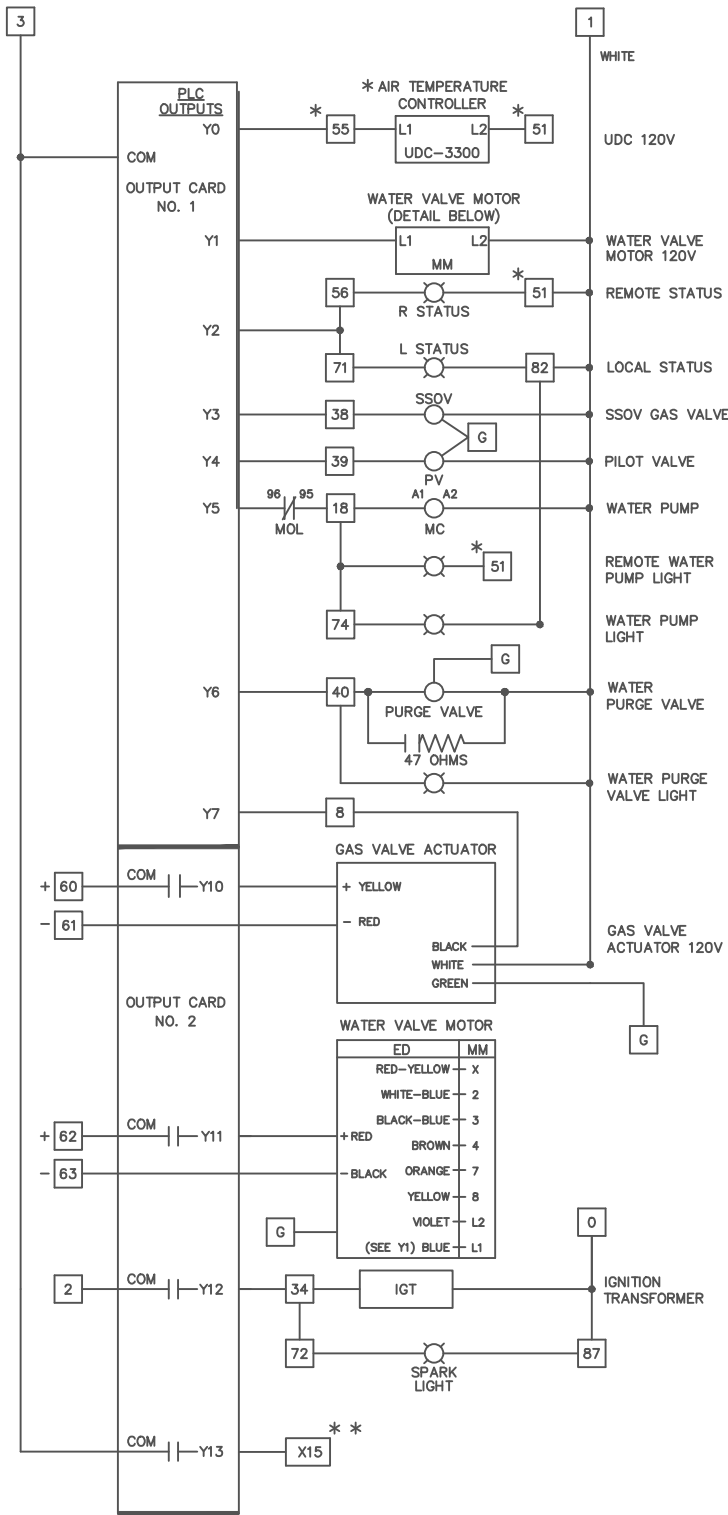 3
1
WHITE
PLC
OUTPUTS
* AIR TEMPERATURE
CONTROLLER
Y0
*
55
L1
L2
UDC-3300
*
51
UDC 120V
COM
OUTPUT CARD
NO. 1
WATER VALVE MOTOR
(DETAIL BELOW)
Y1
L1
L2
MM
WATER VALVE
MOTOR 120V
56
R STATUS
*
51
REMOTE STATUS
Y2
L STATUS
71
82
LOCAL STATUS
SSOV
Y3
38
G
SSOV GAS VALVE
Y4
39
PV
PILOT VALVE
Y5
96
95
MOL
18
A1
A2
MC
WATER PUMP
*
51
REMOTE WATER
PUMP LIGHT
74
WATER PUMP
LIGHT
G
Y6
40
PURGE VALVE
WATER
PURGE VALVE
47 OHMS
WATER PURGE
VALVE LIGHT
Y7
8
GAS VALVE ACTUATOR
+
60
COM
Y10
+ YELLOW
-
61
- RED
BLACK
WHITE
GREEN
GAS VALVE
ACTUATOR 120V
G
OUTPUT CARD
NO. 2
WATER VALVE MOTOR
ED
MM
RED-YELLOW
X
WHITE-BLUE
2
BLACK-BLUE
3
+
62
COM
Y11
+RED
BROWN
4
-
63
-BLACK
ORANGE
7
YELLOW
8
G
VIOLET
L2
(SEE Y1) BLUE
L1
0
2
COM
Y12
34
IGT
IGNITION
TRANSFORMER
72
SPARK
LIGHT
87
COM
Y13
X15
* *